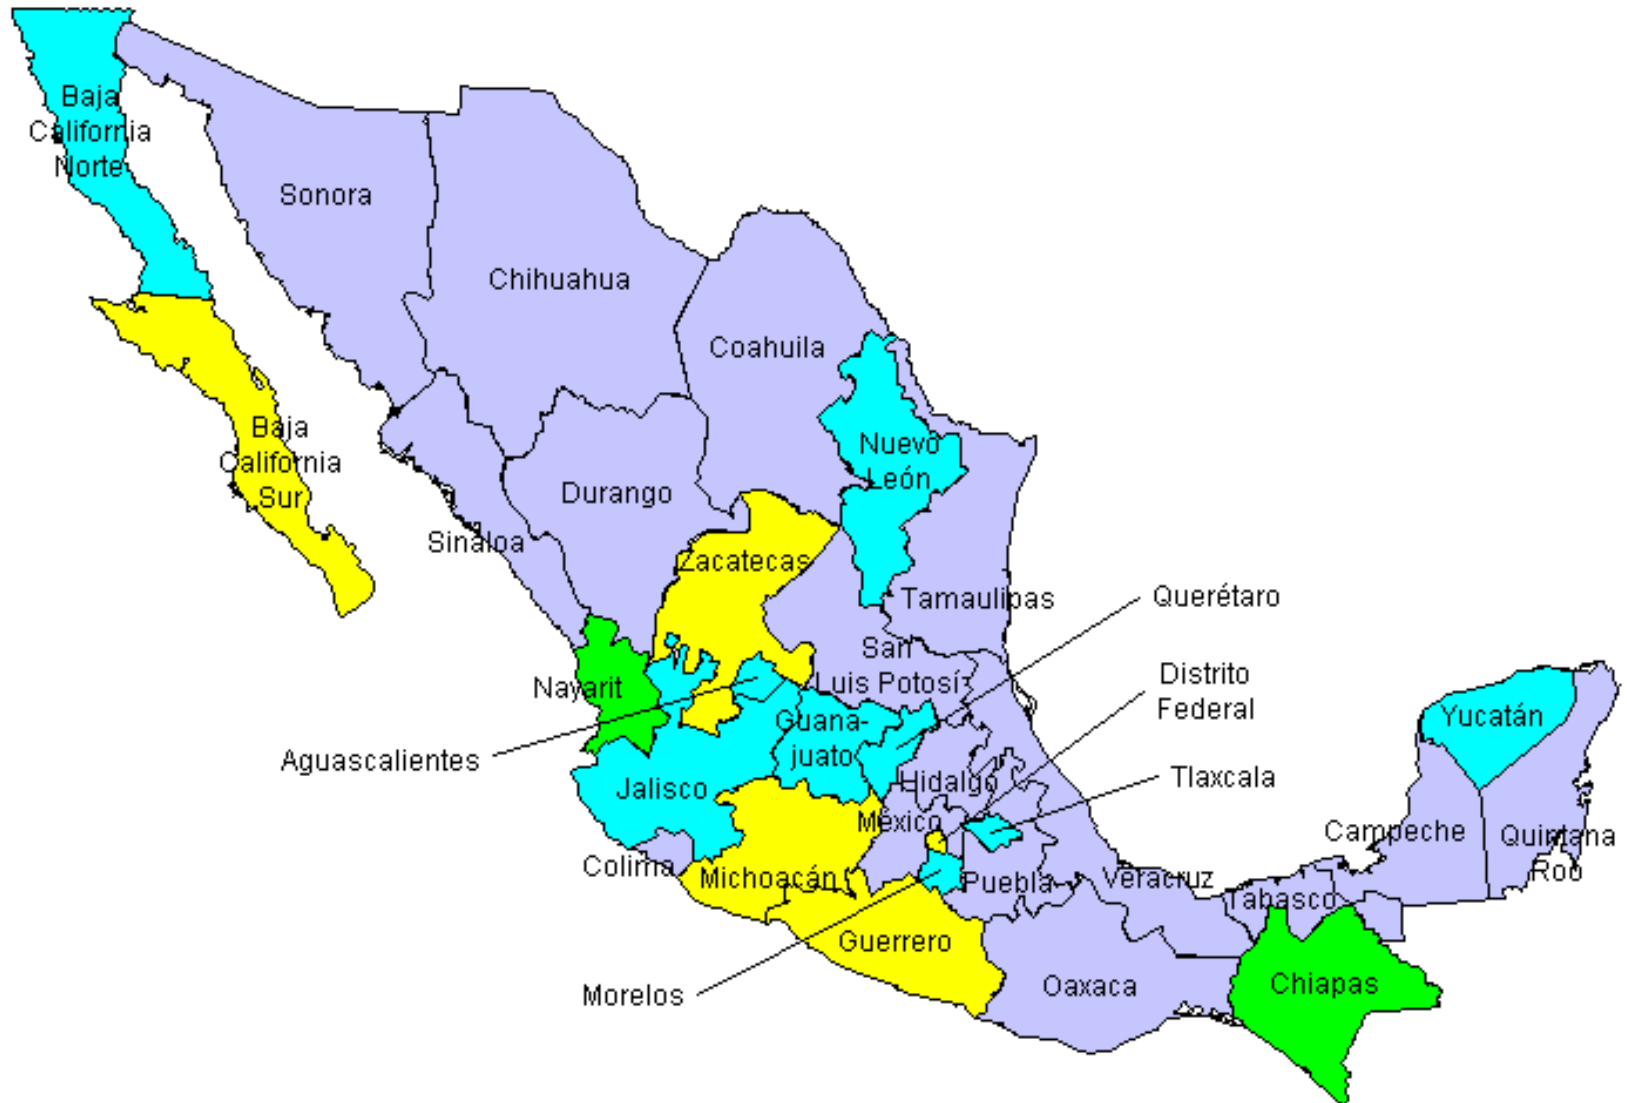 Baja
California
Norte
Sonora
Chihuahua
Coahuila
Nuevo
León
Baja
California
Sur
Durango
Sinaloa
Zacatecas
Tamaulipas
Querétaro
San
Luis Potosí
Distrito
Federal
Nayarit
Aguascalientes
Guana-
juato
Yucatán
Jalisco
Hidalgo
Tlaxcala
México
Campeche
Quintana
Roo
Colima
Michoacán
Puebla
Veracruz
Tabasco
Guerrero
Morelos
Oaxaca
Chiapas